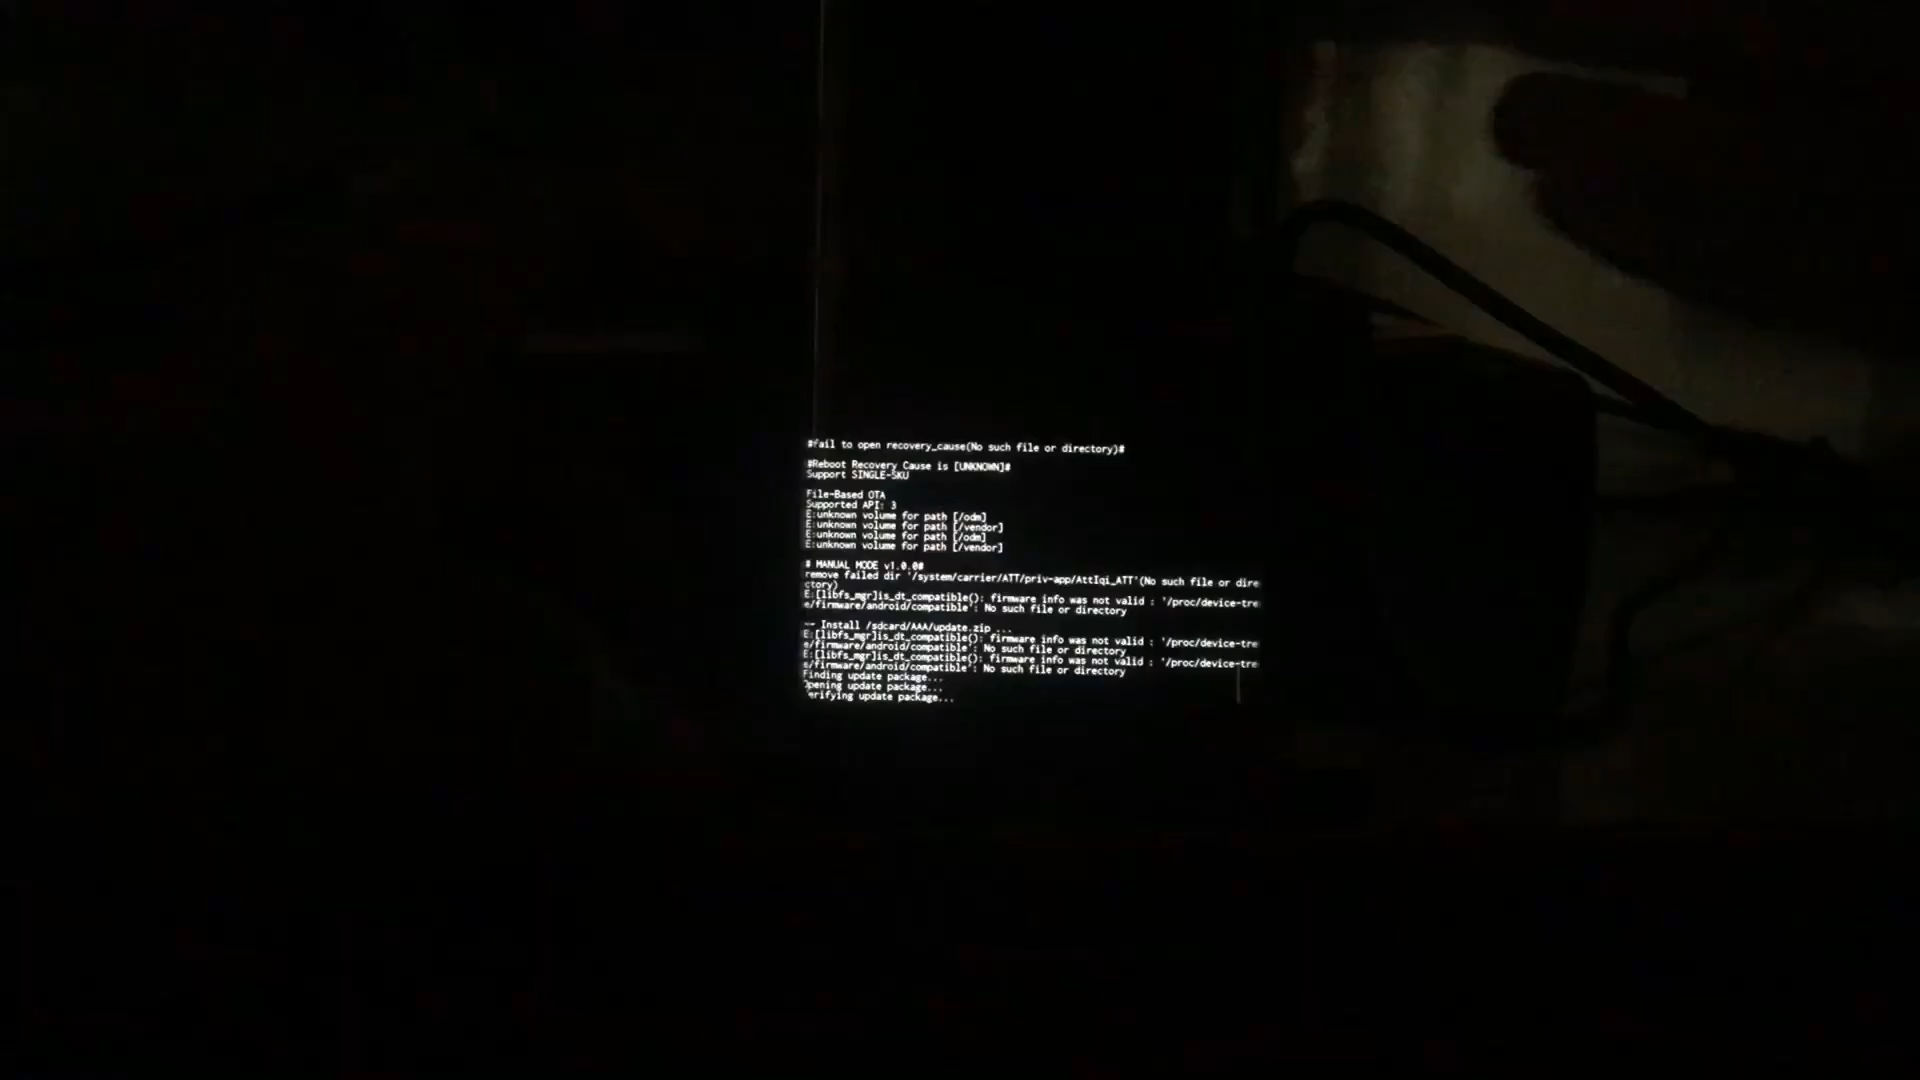 #fail to open recovery_cause(No such file or directory)#
#Reboot Recovery Cause is [UNKNOWN]#
Support SINGLE-SKU
File-Based OTA
Supported API: 3
E:unknown volume for path [/odm]
E:unknown volume for path [/vendor]
E:unknown volume for path [/odm]
E:unknown volume for path [/vendor]
# MANUAL MODE v1.0.0#
remove failed dir '/system/carrier/ATT/priv-app/AttIqi_ATT'(No such file or dire
ctory)
E:[libfs_mgr]is_dt_compatible(): firmware info was not valid : '/proc/device-tre
e/firmware/android/compatible': No such file or directory
-- Install /sdcard/AAA/update.zip ...
E:[libfs_mgr]is_dt_compatible(): firmware info was not valid : '/proc/device-tre
e/firmware/android/compatible': No such file or directory
E:[libfs_mgr]is_dt_compatible(): firmware info was not valid : '/proc/device-tre
e/firmware/android/compatible': No such file or directory
Finding update package...
Opening update package...
erifying update package...